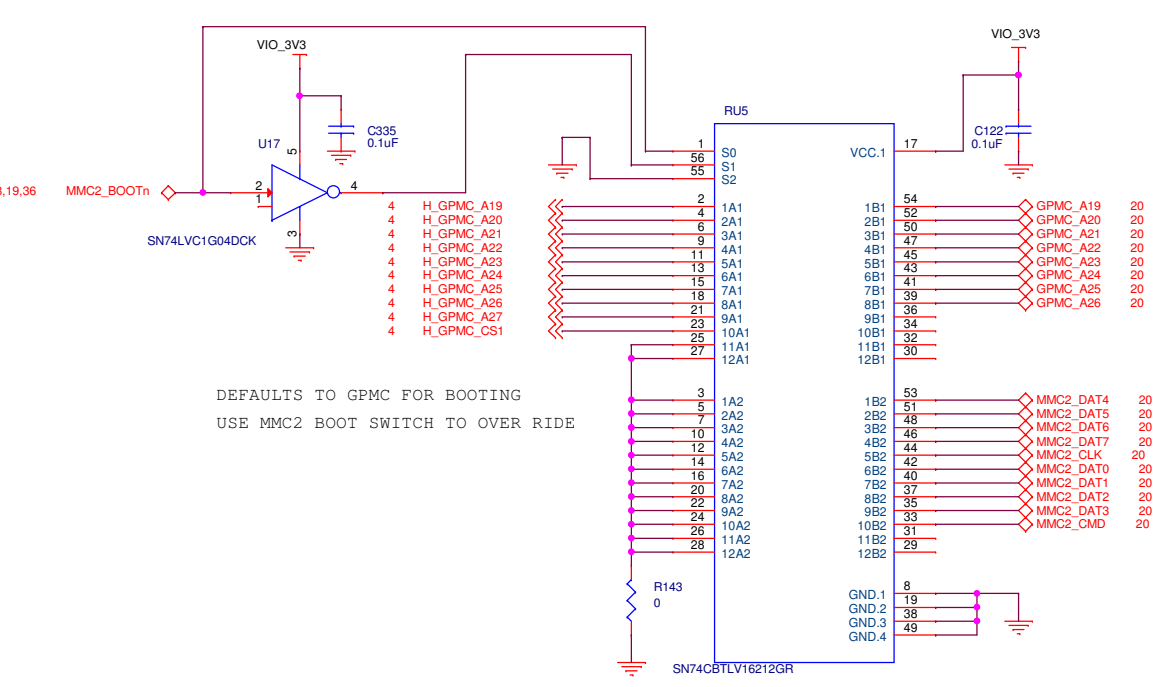 VIO_3V3
VIO_3V3
RU5
C335
0.1uF
C122
0.1uF
U17
5
1 S0
56 S1
55 S2
VCC.1 17
,19,36 MMC2_BOOTn
2
1
4
3
SN74LVC1G04DCK
4 H_GPMC_A19 2 1A1 1B1 54 GPMC_A19 20
4 H_GPMC_A20 4 2A1 2B1 52 GPMC_A20 20
4 H_GPMC_A21 6 3A1 3B1 50 GPMC_A21 20
4 H_GPMC_A22 9 4A1 4B1 47 GPMC_A22 20
4 H_GPMC_A23 11 5A1 5B1 45 GPMC_A23 20
4 H_GPMC_A24 13 6A1 6B1 43 GPMC_A24 20
4 H_GPMC_A25 15 7A1 7B1 41 GPMC_A25 20
4 H_GPMC_A26 18 8A1 8B1 39 GPMC_A26 20
4 H_GPMC_A27 21 9A1 9B1 36
4 H_GPMC_CS1 23 10A1 10B1 34
25 11A1 11B1 32
27 12A1 12B1 30
DEFAULTS TO GPMC FOR BOOTING
USE MMC2 BOOT SWITCH TO OVER RIDE
3 1A2 1B2 53 MMC2_DAT4 20
5 2A2 2B2 51 MMC2_DAT5 20
7 3A2 3B2 48 MMC2_DAT6 20
10 4A2 4B2 46 MMC2_DAT7 20
12 5A2 5B2 44 MMC2_CLK 20
14 6A2 6B2 42 MMC2_DAT0 20
16 7A2 7B2 40 MMC2_DAT1 20
20 8A2 8B2 37 MMC2_DAT2 20
22 9A2 9B2 35 MMC2_DAT3 20
24 10A2 10B2 33 MMC2_CMD 20
26 11A2 11B2 31
28 12A2 12B2 29
R143
0
GND.1 8
GND.2 19
GND.3 38
GND.4 49
SN74CBTLV16212GR